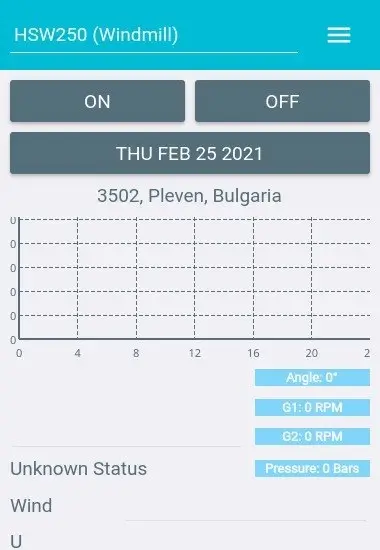 HSW250 (Windmill)
ON OFF
THU FEB 25 2021
3502, Pleven, Bulgaria
0
0
0
0
0
0
0 4 8 12 16 20 2
Angle: 0°
G1: 0 RPM
G2: 0 RPM
Unknown Status Pressure: 0 Bars
Wind
U